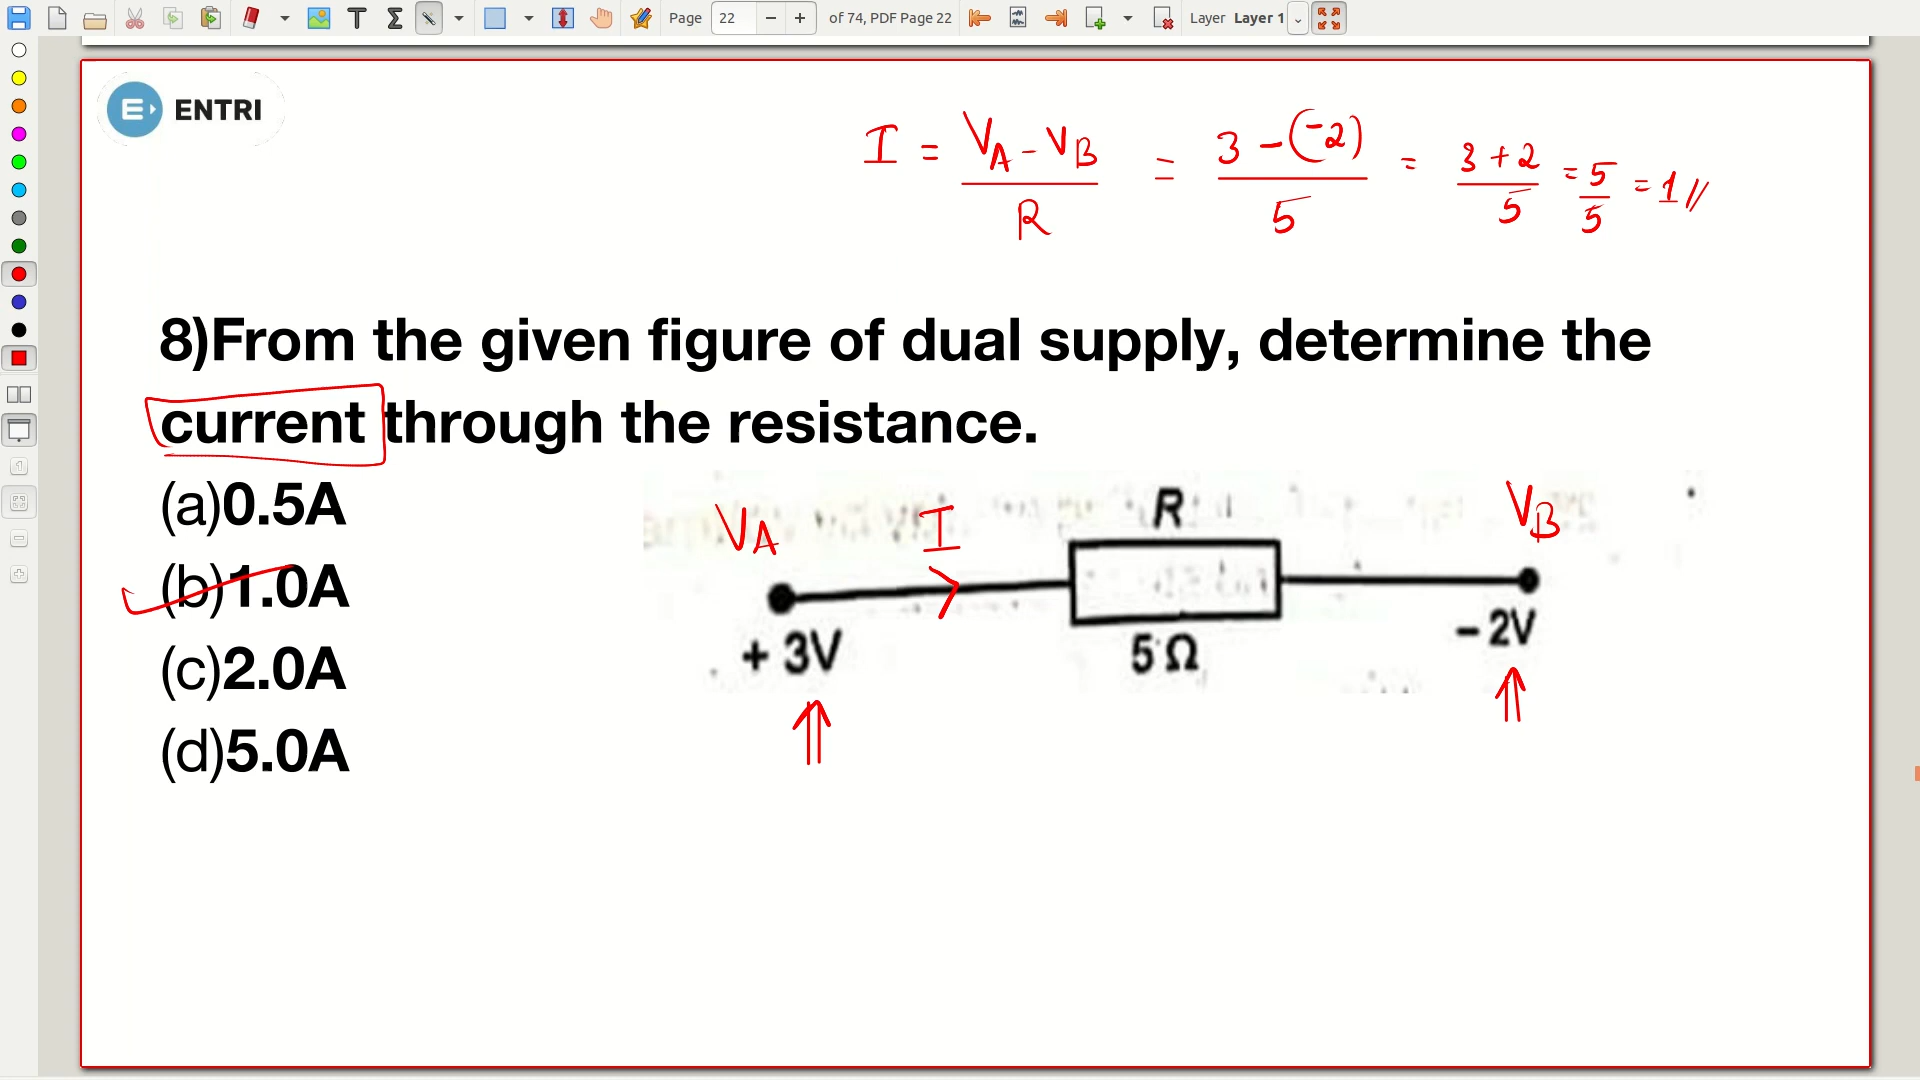 Page 22 of 74, PDF Page 22 Layer Layer 1
ENTRI
I = VA - VB / R = 3 - (-2) / 5 = 3 + 2 / 5 = 5 / 5 = 1 //
8)From the given figure of dual supply, determine the
current through the resistance.
(a)0.5A
(b)1.0A
(c)2.0A
(d)5.0A
VA I R VB
+ 3V 5Ω - 2V